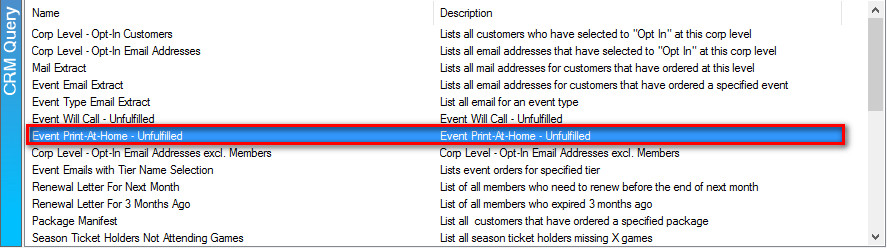 CRM Query
Name Description
Corp Level - Opt-In Customers Lists all customers who have selected to "Opt In" at this corp level
Corp Level - Opt-In Email Addresses Lists all email addresses that have selected to "Opt In" at this corp level
Mail Extract Lists all mail addresses for customers that have ordered at this level
Event Email Extract Lists all email addresses for customers that have ordered a specified event
Event Type Email Extract List all email for an event type
Event Will Call - Unfulfilled Event Will Call - Unfulfilled
Event Print-At-Home - Unfulfilled Event Print-At-Home - Unfulfilled
Corp Level - Opt-In Email Addresses excl. Members Corp Level - Opt-In Email Addresses excl. Members
Event Emails with Tier Name Selection Lists event orders for specified tier
Renewal Letter For Next Month List of all members who need to renew before the end of next month
Renewal Letter For 3 Months Ago List of all members who expired 3 months ago
Package Manifest List all customers that have ordered a specified package
Season Ticket Holders Not Attending Games List all season ticket holders missing X games